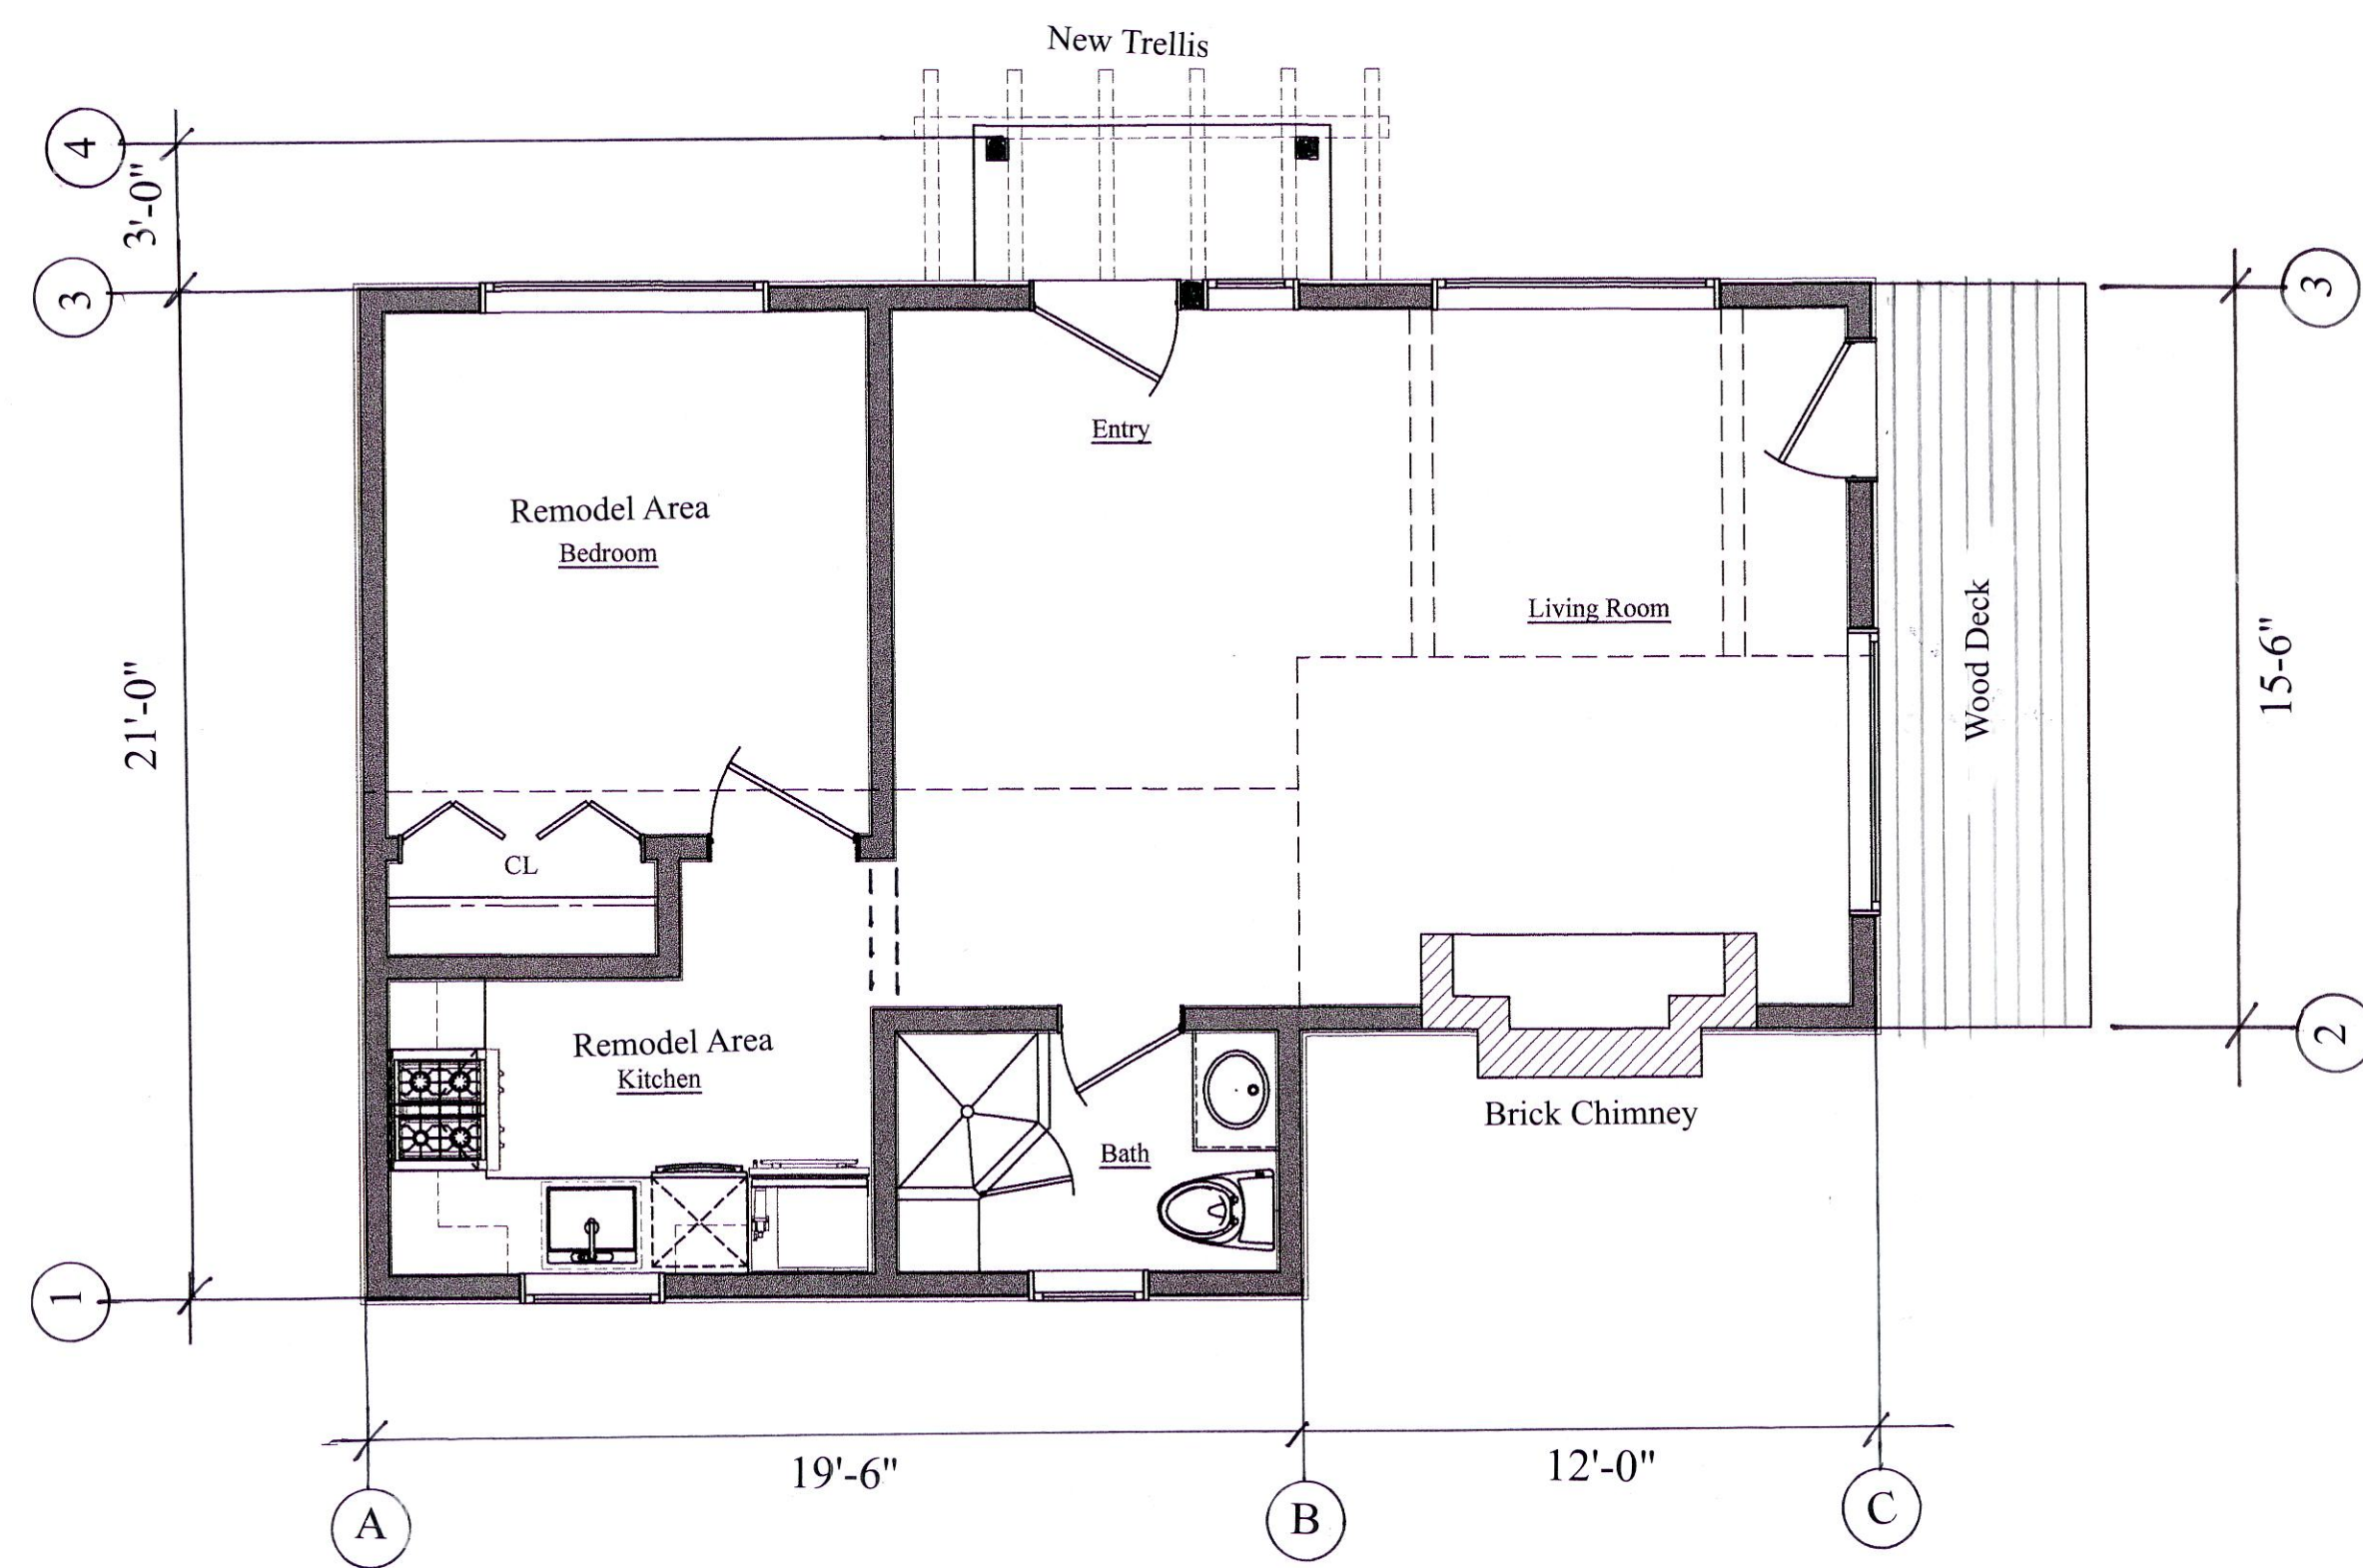 New Trellis
4
3'-0"
3
3
Entry
Remodel Area
Bedroom
Living Room
Wood Deck
15-6"
21'-0"
CL
2
Remodel Area
Kitchen
Brick Chimney
Bath
1
19'-6"
12'-0"
A
B
C